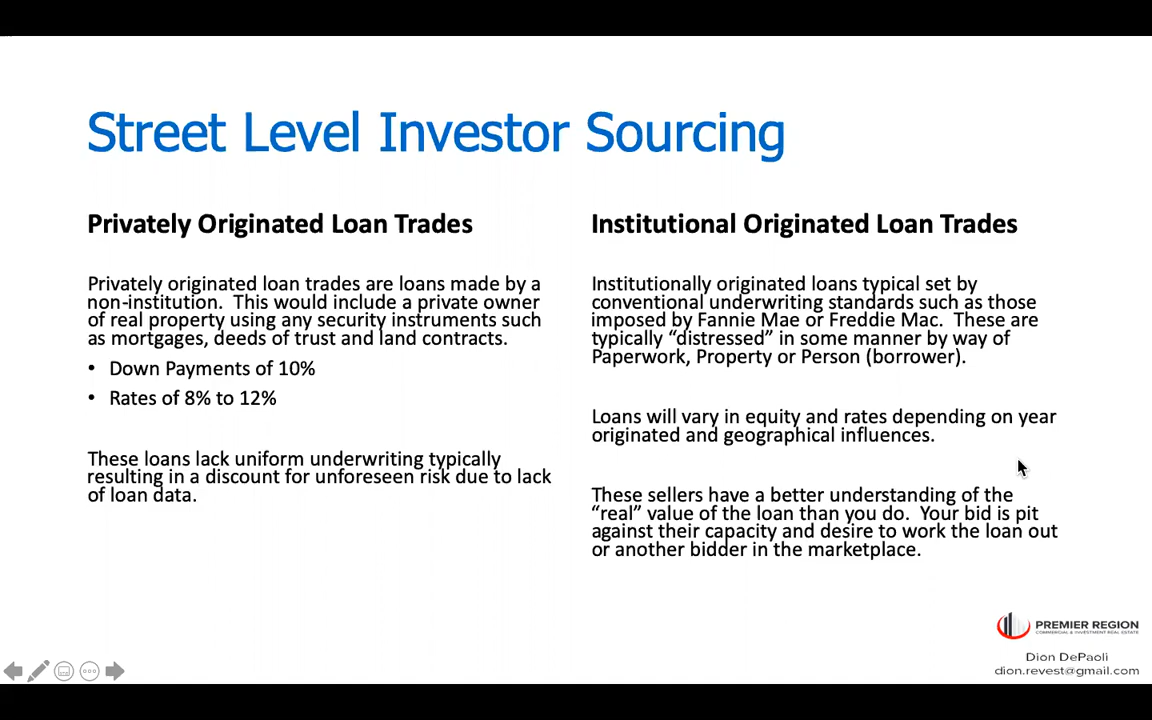 Street Level Investor Sourcing
Privately Originated Loan Trades
Privately originated loan trades are loans made by a
non-institution. This would include a private owner
of real property using any security instruments such
as mortgages, deeds of trust and land contracts.
• Down Payments of 10%
• Rates of 8% to 12%
These loans lack uniform underwriting typically
resulting in a discount for unforeseen risk due to lack
of loan data.
Institutional Originated Loan Trades
Institutionally originated loans typical set by
conventional underwriting standards such as those
imposed by Fannie Mae or Freddie Mac. These are
typically “distressed” in some manner by way of
Paperwork, Property or Person (borrower).
Loans will vary in equity and rates depending on year
originated and geographical influences.
These sellers have a better understanding of the
“real” value of the loan than you do. Your bid is pit
against their capacity and desire to work the loan out
or another bidder in the marketplace.
PREMIER REGION
COMMERCIAL & INVESTMENT REAL ESTATE
Dion DePaoli
dion.revest@gmail.com